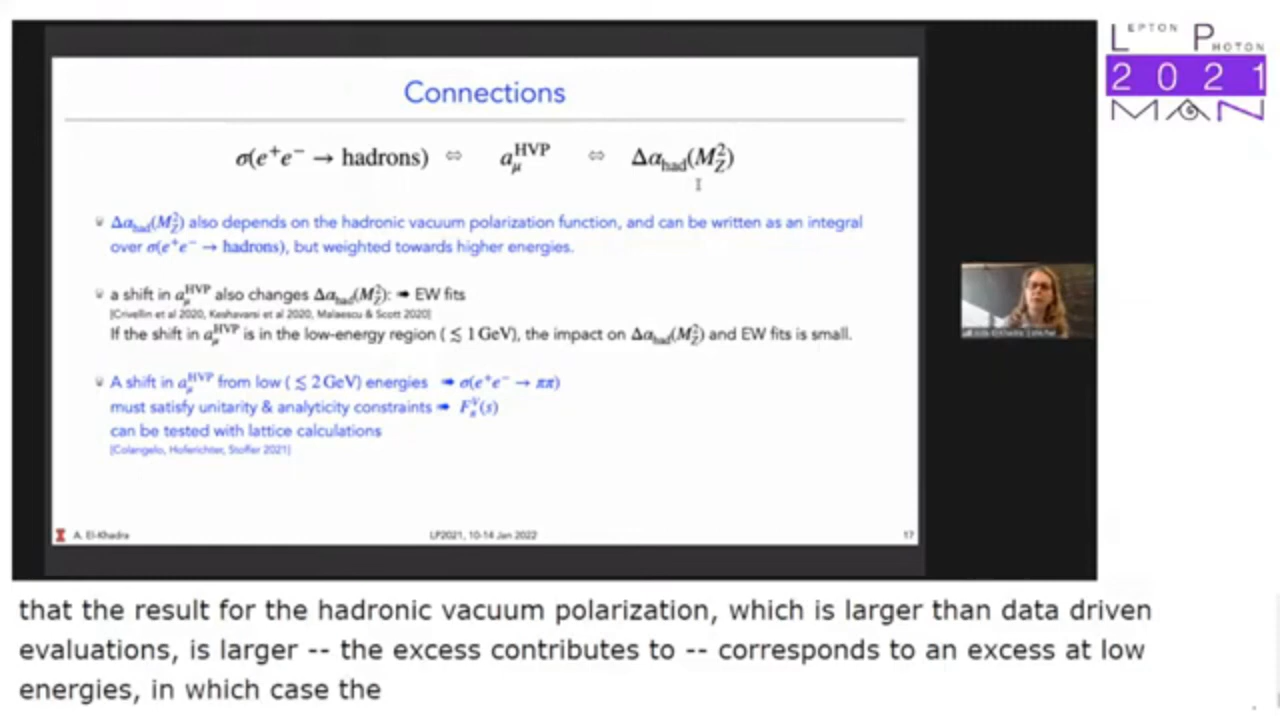 LEPTON PHOTON
2021
MAN
Connections
σ(e⁺e⁻ → hadrons) ⇔ a_μ^HVP ⇔ Δα_had(M_Z²)
Δα_had(M_Z²) also depends on the hadronic vacuum polarization function, and can be written as an integral
over σ(e⁺e⁻ → hadrons), but weighted towards higher energies.
a shift in a_μ^HVP also changes Δα_had(M_Z²): ➠ EW fits
[Crivellin et al 2020, Keshavarsi et al 2020, Malaescu & Scott 2020]
If the shift in a_μ^HVP is in the low-energy region (≲ 1 GeV), the impact on Δα_had(M_Z²) and EW fits is small.
A shift in a_μ^HVP from low (≲ 2 GeV) energies ➠ σ(e⁺e⁻ → ππ)
must satisfy unitarity & analyticity constraints ➠ F_π^V(s)
can be tested with lattice calculations
[Colangelo, Hoferichter, Stoffer 2021]
A. El-Khadra LP2021, 10-14 Jan 2022 17
that the result for the hadronic vacuum polarization, which is larger than data driven
evaluations, is larger -- the excess contributes to -- corresponds to an excess at low
energies, in which case the